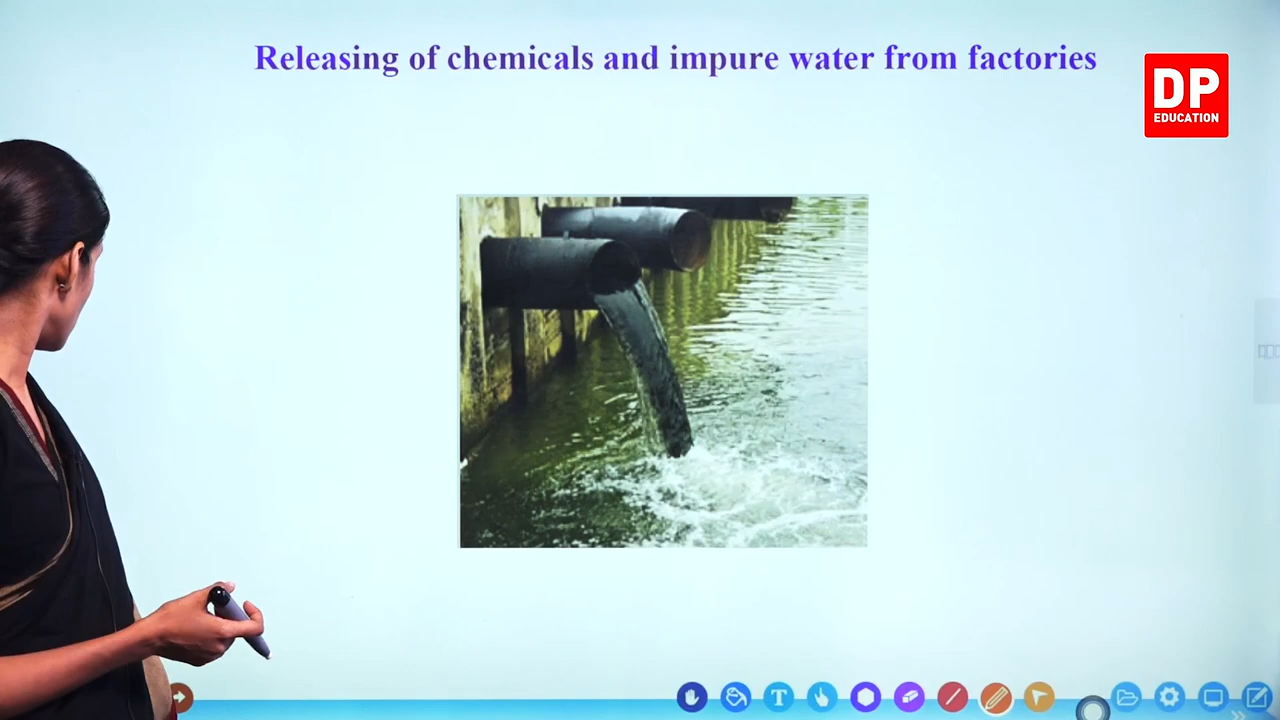 Releasing of chemicals and impure water from factories
DP
EDUCATION